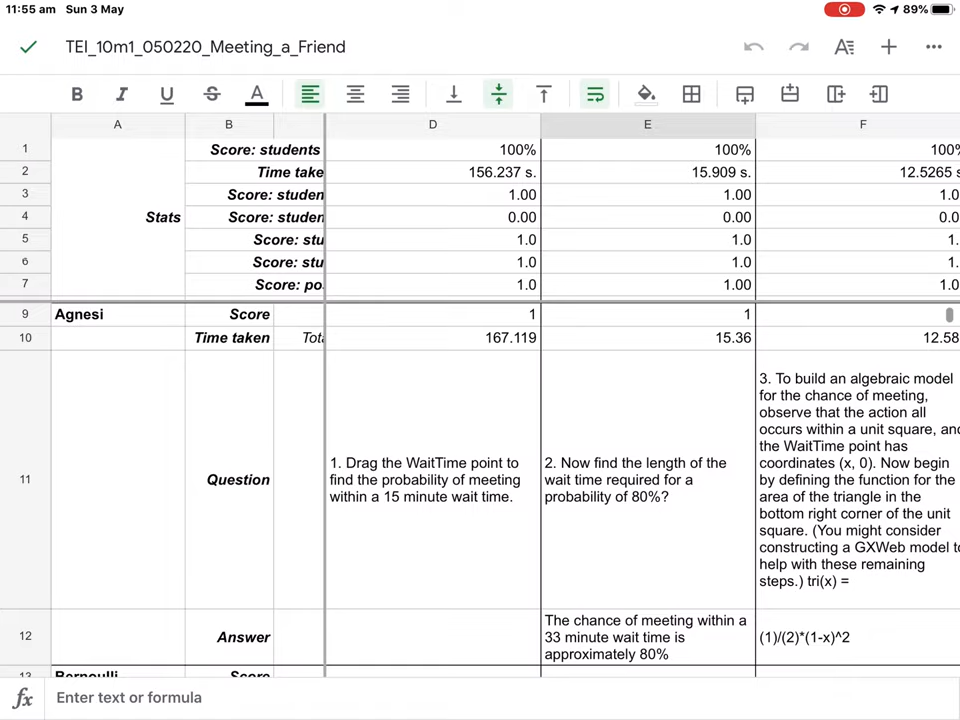 11:55 am Sun 3 May
89%
TEI_10m1_050220_Meeting_a_Friend
B I U S A A
A B D E F
1 Score: students 100% 100% 100%
2 Time take 156.237 s. 15.909 s. 12.5265 s
3 Score: studen 1.00 1.00 1.0
4 Stats Score: studen 0.00 0.00 0.0
5 Score: stu 1.0 1.0 1.
6 Score: stu 1.0 1.0 1.
7 Score: po 1.0 1.00 1.0
9 Agnesi Score 1 1
10 Time taken Tota 167.119 15.36 12.58
11 Question
1. Drag the WaitTime point to
find the probability of meeting
within a 15 minute wait time.
2. Now find the length of the
wait time required for a
probability of 80%?
3. To build an algebraic model
for the chance of meeting,
observe that the action all
occurs within a unit square, and
the WaitTime point has
coordinates (x, 0). Now begin
by defining the function for the
area of the triangle in the
bottom right corner of the unit
square. (You might consider
constructing a GXWeb model to
help with these remaining
steps.) tri(x) =
12 Answer
The chance of meeting within a
33 minute wait time is
approximately 80%
(1)/(2)*(1-x)^2
13 Bernoulli Score
fx Enter text or formula